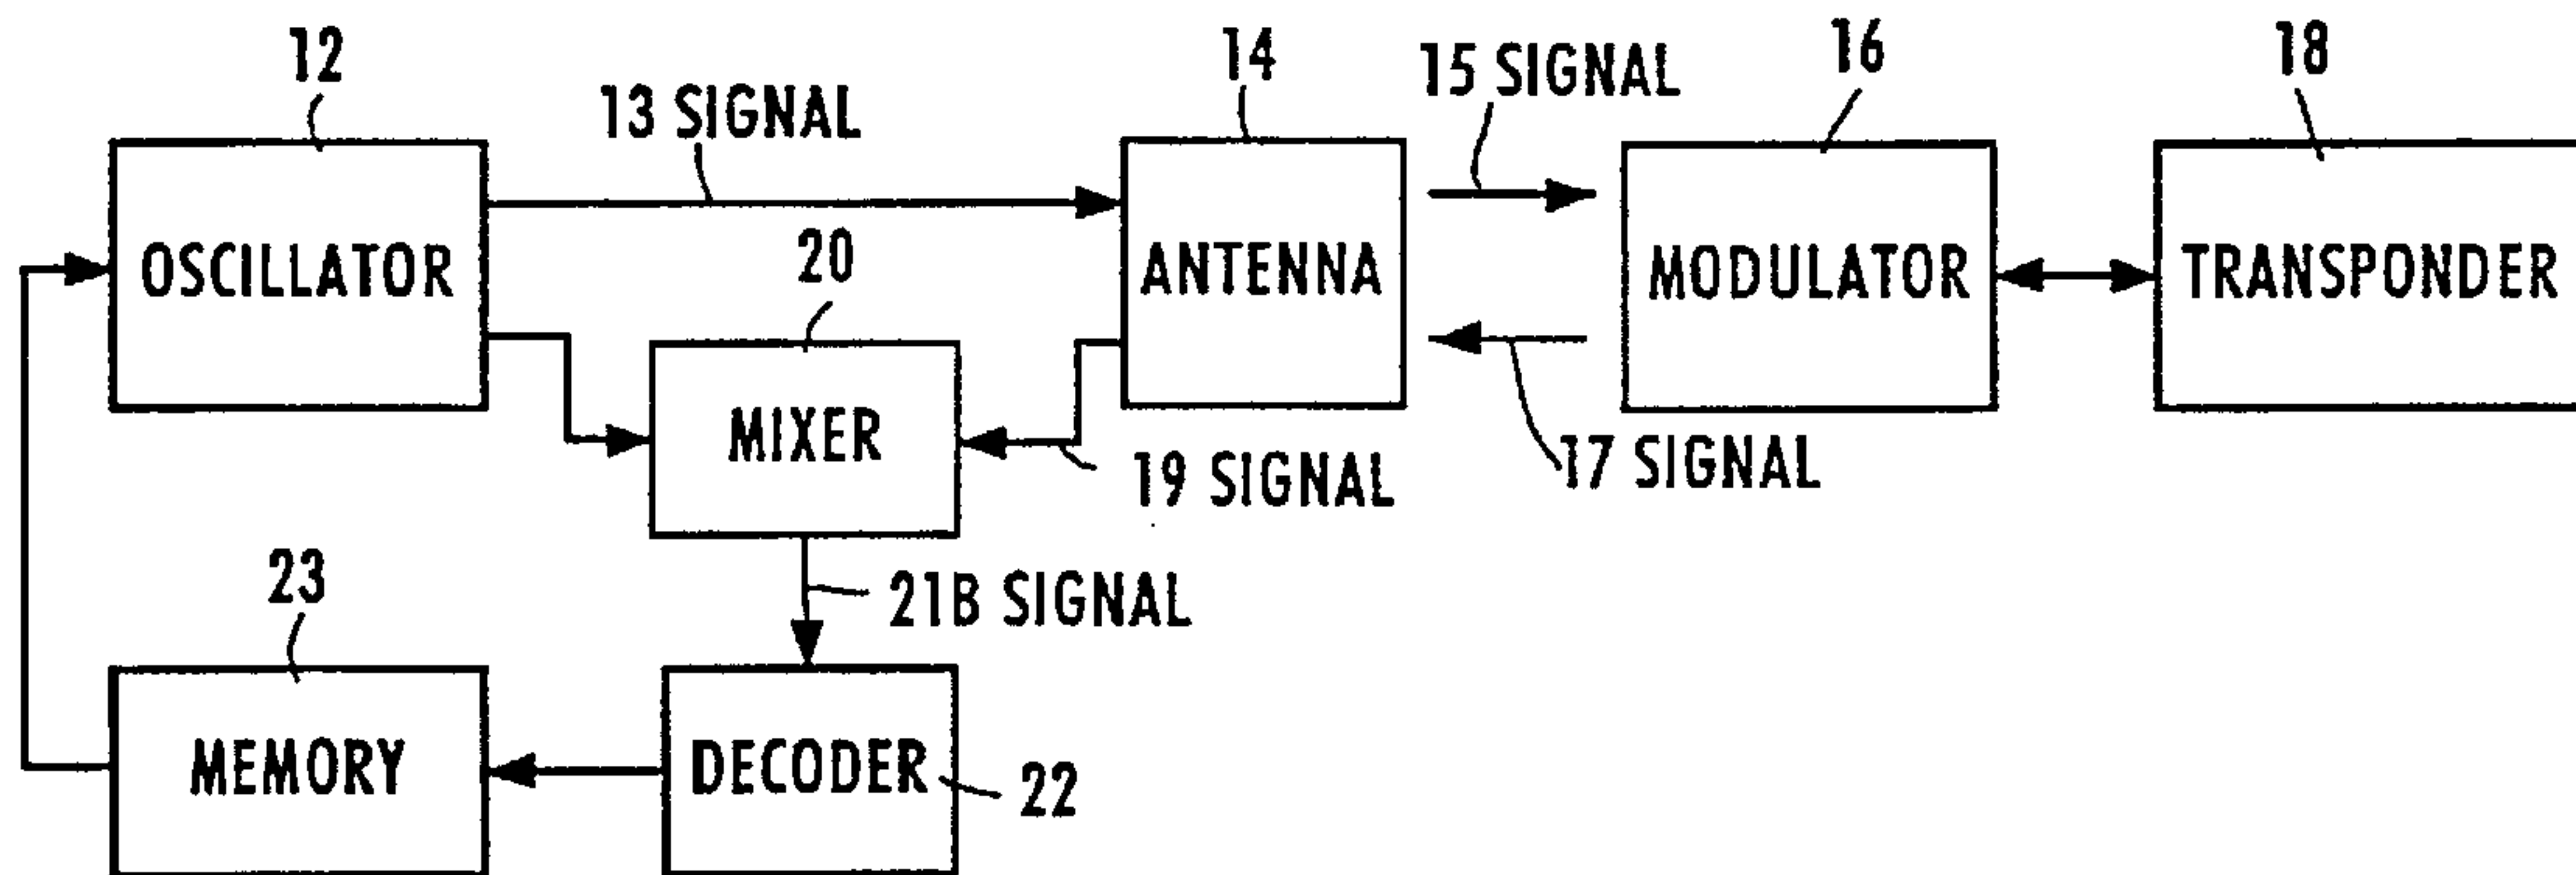 12
13 SIGNAL
14
15 SIGNAL
16
18
OSCILLATOR
20
ANTENNA
MODULATOR
TRANSPONDER
MIXER
19 SIGNAL
17 SIGNAL
23
21B SIGNAL
MEMORY
DECODER
22